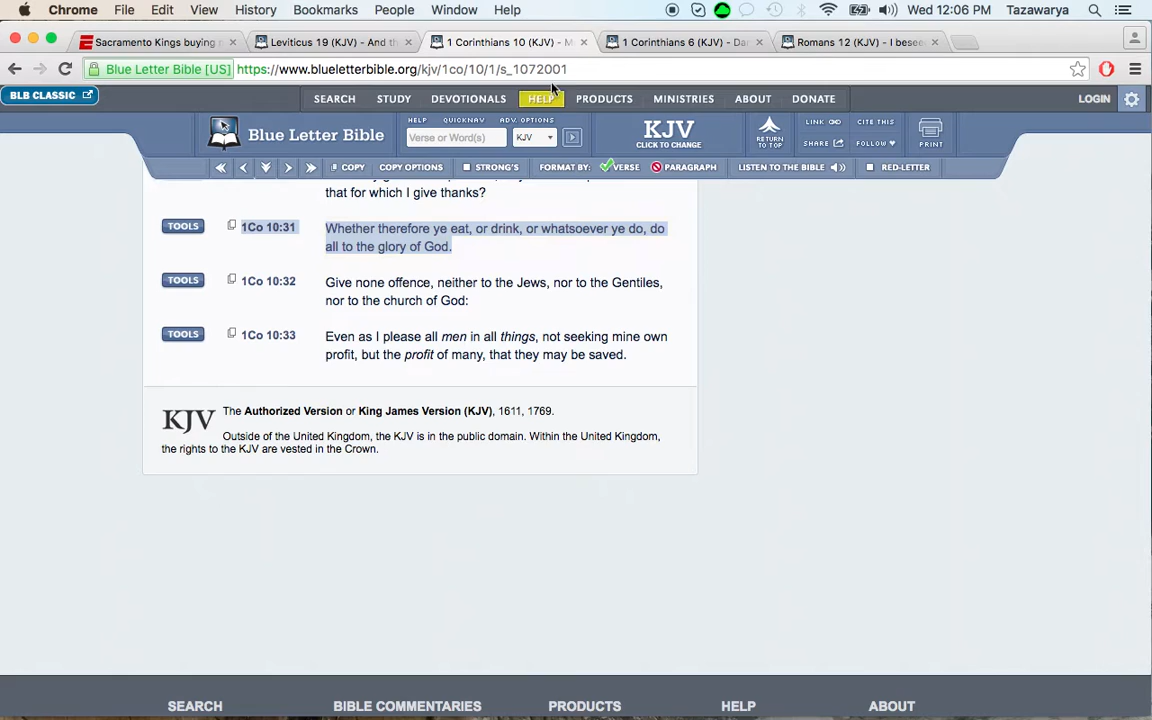 Chrome File Edit View History Bookmarks People Window Help Wed 12:06 PM Tazawarya
Sacramento Kings buying n
Leviticus 19 (KJV) - And th
1 Corinthians 10 (KJV) - M
1 Corinthians 6 (KJV) - Dar
Romans 12 (KJV) - I besee
Blue Letter Bible [US] https://www.blueletterbible.org/kjv/1co/10/1/s_1072001
BLB CLASSIC SEARCH STUDY DEVOTIONALS HELP PRODUCTS MINISTRIES ABOUT DONATE LOGIN
HELP QUICKNAV ADV. OPTIONS
Blue Letter Bible Verse or Word(s) KJV
KJV
CLICK TO CHANGE
RETURN
TO TOP
LINK CITE THIS
SHARE FOLLOW
PRINT
COPY COPY OPTIONS STRONG'S FORMAT BY: VERSE PARAGRAPH LISTEN TO THE BIBLE RED-LETTER
that for which I give thanks?
TOOLS 1Co 10:31 Whether therefore ye eat, or drink, or whatsoever ye do, do
all to the glory of God.
TOOLS 1Co 10:32 Give none offence, neither to the Jews, nor to the Gentiles,
nor to the church of God:
TOOLS 1Co 10:33 Even as I please all men in all things, not seeking mine own
profit, but the profit of many, that they may be saved.
KJV The Authorized Version or King James Version (KJV), 1611, 1769.
Outside of the United Kingdom, the KJV is in the public domain. Within the United Kingdom,
the rights to the KJV are vested in the Crown.
SEARCH BIBLE COMMENTARIES PRODUCTS HELP ABOUT